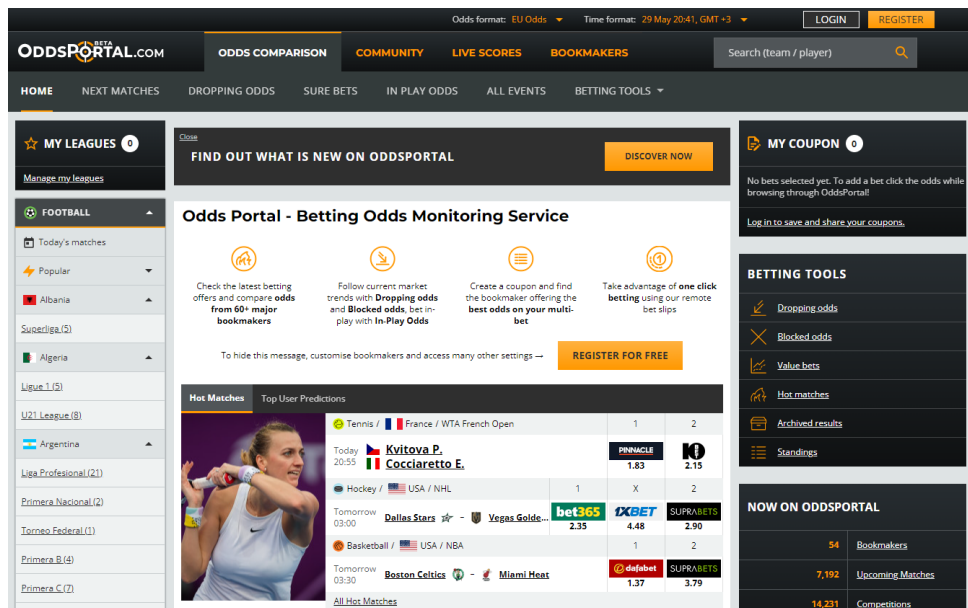 Odds format: EU Odds
Time format: 29 May 20:41, GMT +3
LOGIN
REGISTER
ODDSPORTAL.COM
BETA
ODDS COMPARISON
COMMUNITY
LIVE SCORES
BOOKMAKERS
Search (team / player)
HOME
NEXT MATCHES
DROPPING ODDS
SURE BETS
IN PLAY ODDS
ALL EVENTS
BETTING TOOLS
MY LEAGUES 0
Manage my leagues
FOOTBALL
Today's matches
Popular
Albania
Superliga (5)
Algeria
Ligue 1 (5)
U21 League (8)
Argentina
Liga Profesional (21)
Primera Nacional (2)
Torneo Federal (1)
Primera B (4)
Primera C (7)
Close
FIND OUT WHAT IS NEW ON ODDSPORTAL
DISCOVER NOW
Odds Portal - Betting Odds Monitoring Service
Check the latest betting
offers and compare odds
from 60+ major
bookmakers
Follow current market
trends with Dropping odds
and Blocked odds, bet in-
play with In-Play Odds
Create a coupon and find
the bookmaker offering the
best odds on your multi-
bet
Take advantage of one click
betting using our remote
bet slips
To hide this message, customise bookmakers and access many other settings →
REGISTER FOR FREE
Hot Matches
Top User Predictions
Tennis / France / WTA French Open 1 2
Today
20:55
Kvitova P.
Cocciaretto E.
PINNACLE
1.83
10
2.15
Hockey / USA / NHL 1 X 2
Tomorrow
03:00
Dallas Stars - Vegas Golde...
bet365
2.35
1XBET
4.48
SUPRABETS
2.90
Basketball / USA / NBA 1 2
Tomorrow
03:30
Boston Celtics - Miami Heat
dafabet
1.37
SUPRABETS
3.79
All Hot Matches
MY COUPON 0
No bets selected yet. To add a bet click the odds while
browsing through OddsPortal!
Log in to save and share your coupons.
BETTING TOOLS
Dropping odds
Blocked odds
Value bets
Hot matches
Archived results
Standings
NOW ON ODDSPORTAL
54 Bookmakers
7,192 Upcoming Matches
14,231 Competitions